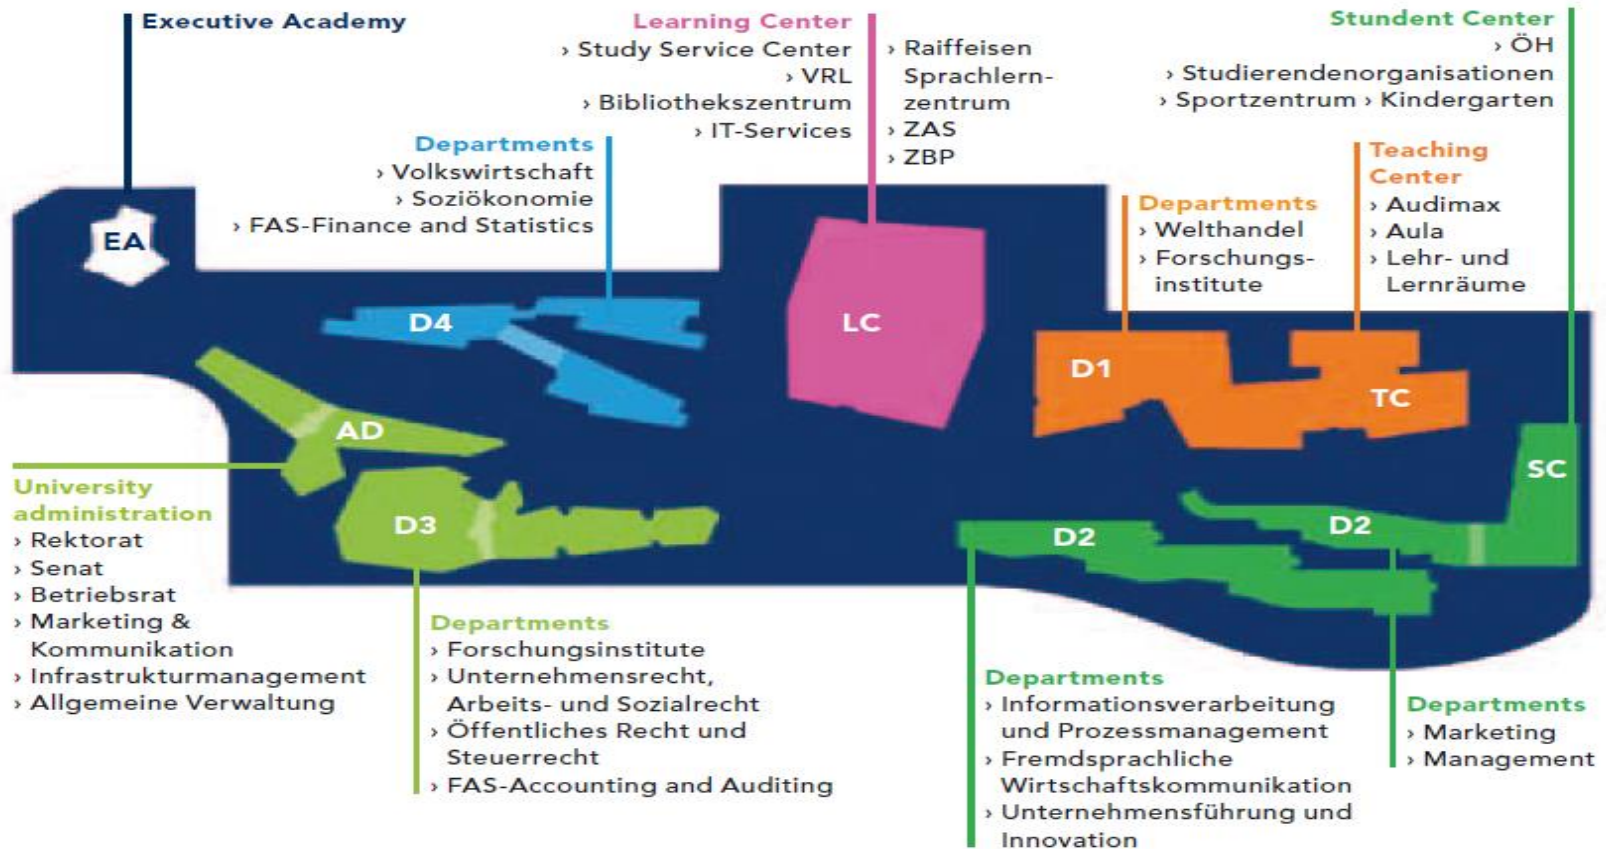 Executive Academy
Learning Center
› Study Service Center
› VRL
› Bibliothekszentrum
› IT-Services
› Raiffeisen
Sprachlern-
zentrum
› ZAS
› ZBP
Stundent Center
› ÖH
› Studierendenorganisationen
› Sportzentrum › Kindergarten
Departments
› Volkswirtschaft
› Soziökonomie
› FAS-Finance and Statistics
Departments
› Welthandel
› Forschungs-
institute
Teaching
Center
› Audimax
› Aula
› Lehr- und
Lernräume
EA
D4
LC
D1
TC
AD
D3
D2
D2
SC
University
administration
› Rektorat
› Senat
› Betriebsrat
› Marketing &
Kommunikation
› Infrastrukturmanagement
› Allgemeine Verwaltung
Departments
› Forschungsinstitute
› Unternehmensrecht,
Arbeits- und Sozialrecht
› Öffentliches Recht und
Steuerrecht
› FAS-Accounting and Auditing
Departments
› Informationsverarbeitung
und Prozessmanagement
› Fremdsprachliche
Wirtschaftskommunikation
› Unternehmensführung und
Innovation
Departments
› Marketing
› Management